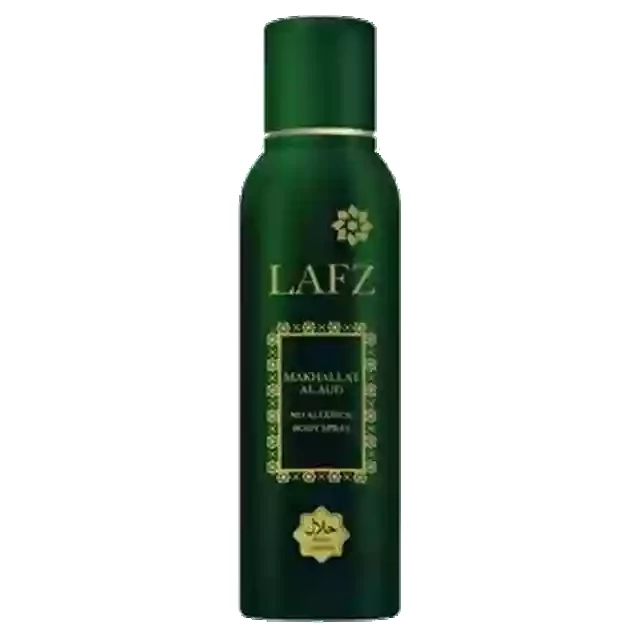 LAFZ
MAKHALLAT
AL AUD
NO ALCOHOL
BODY SPRAY
حلال